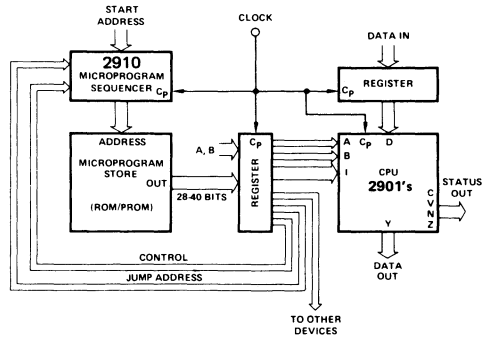 START
ADDRESS
CLOCK
DATA IN
2910
MICROPROGRAM
SEQUENCER
CP
CP
REGISTER
ADDRESS
MICROPROGRAM
STORE
OUT
(ROM/PROM)
28-40 BITS
A, B
CP
REGISTER
A
B
I
CP
D
CPU
2901's
C
V
N
Z
Y
STATUS
OUT
DATA
OUT
CONTROL
JUMP ADDRESS
TO OTHER
DEVICES